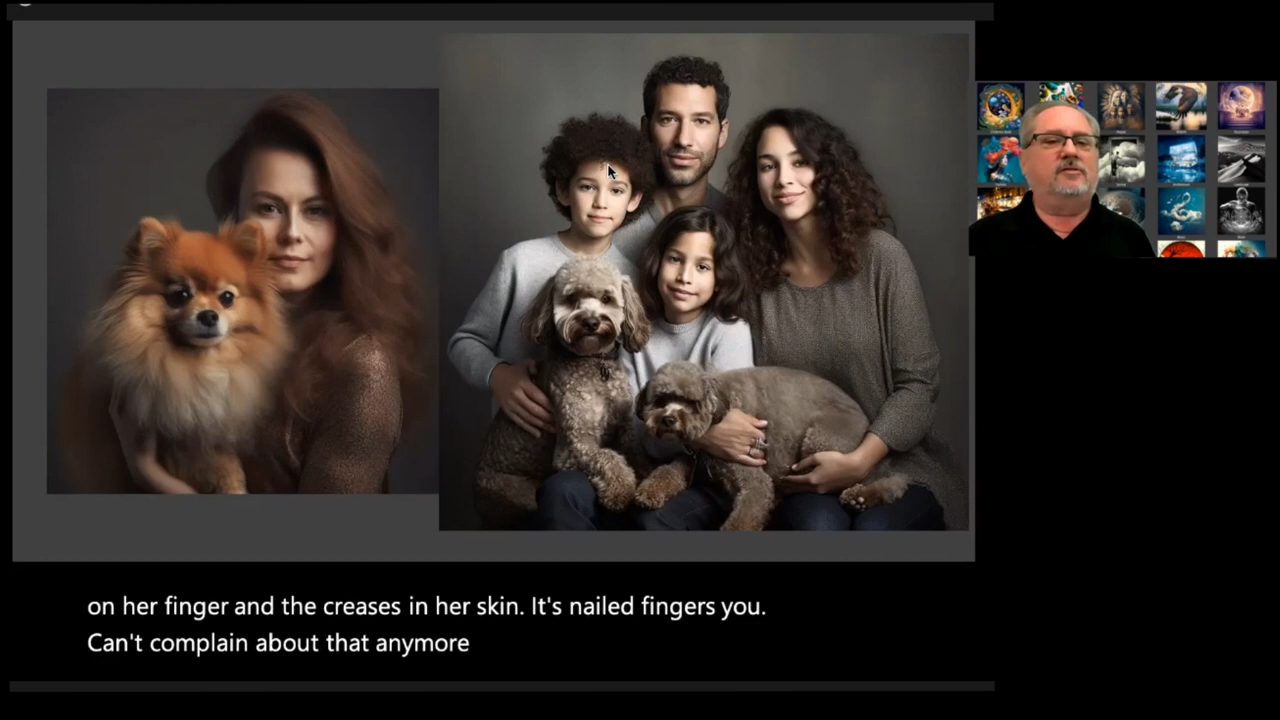 on her finger and the creases in her skin. It's nailed fingers you.
Can't complain about that anymore